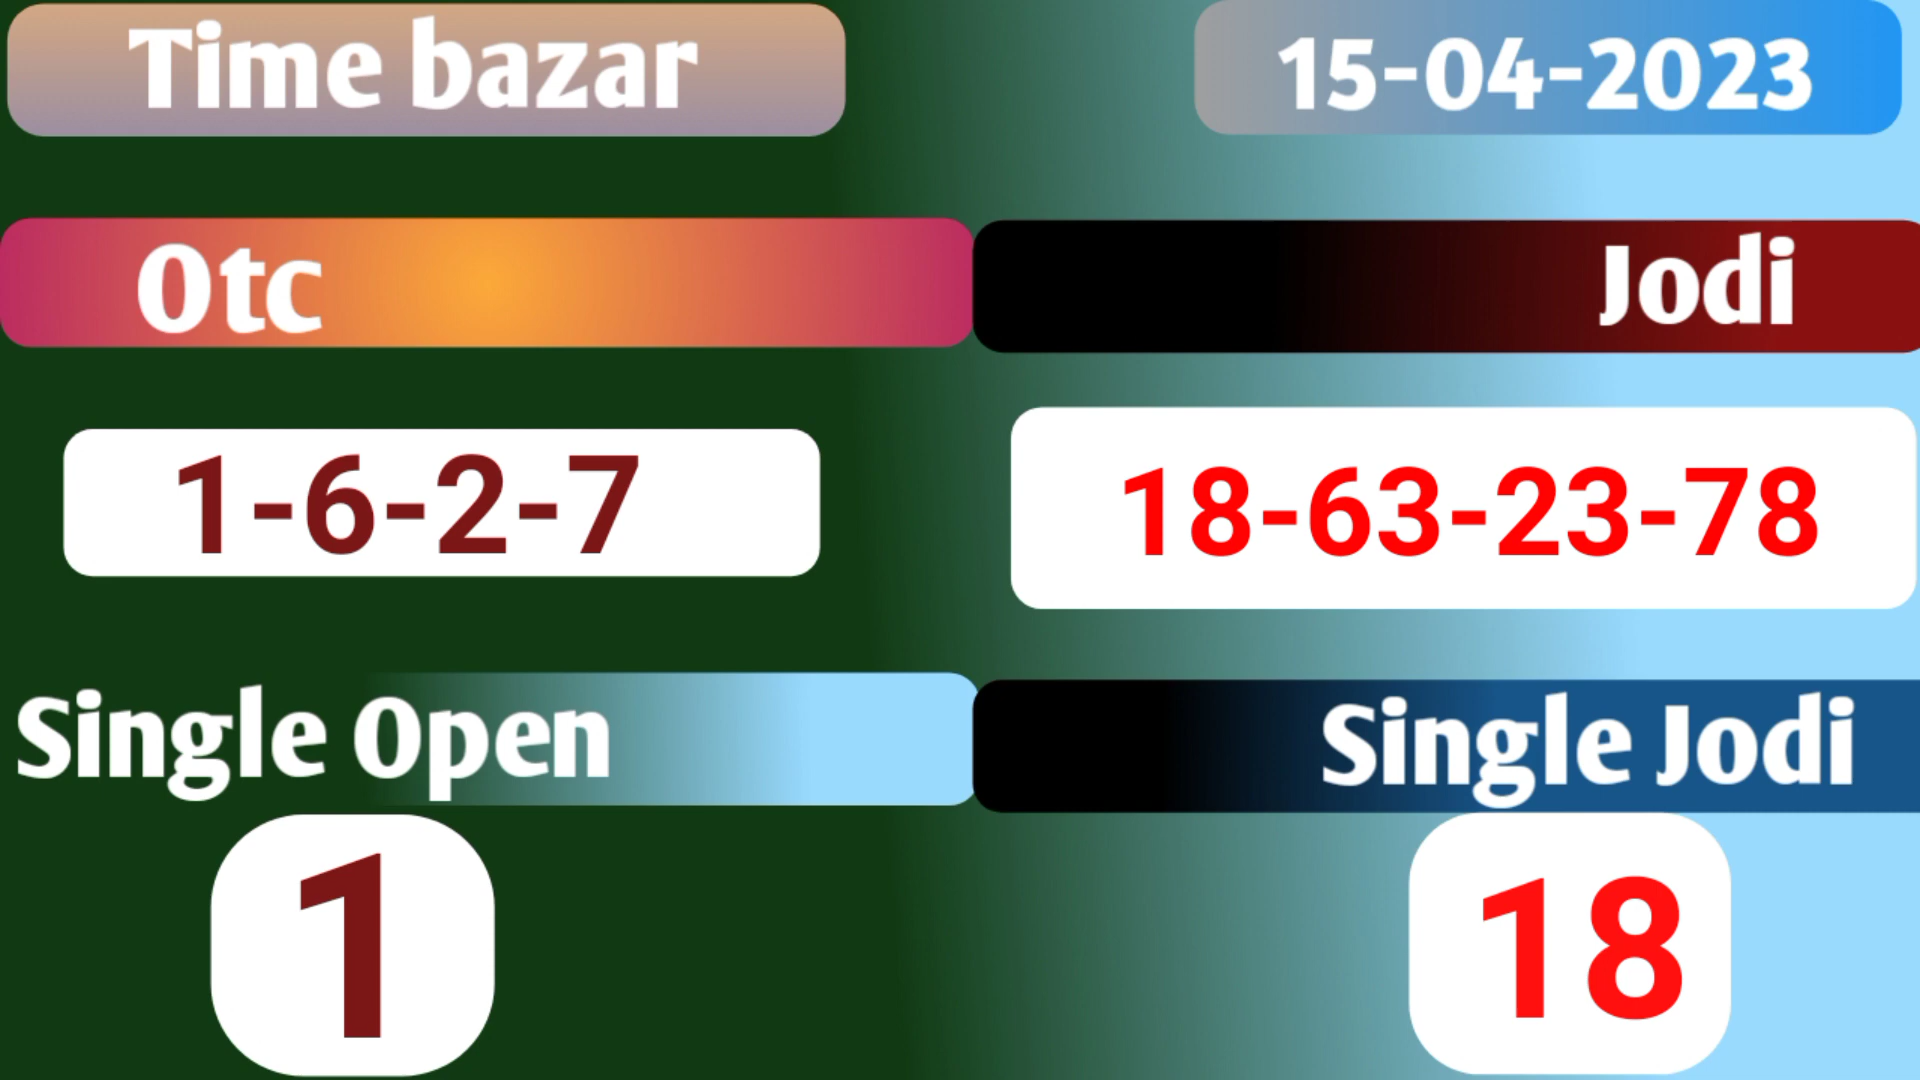 Time bazar
15-04-2023
Otc
Jodi
1-6-2-7
18-63-23-78
Single Open
Single Jodi
1
18